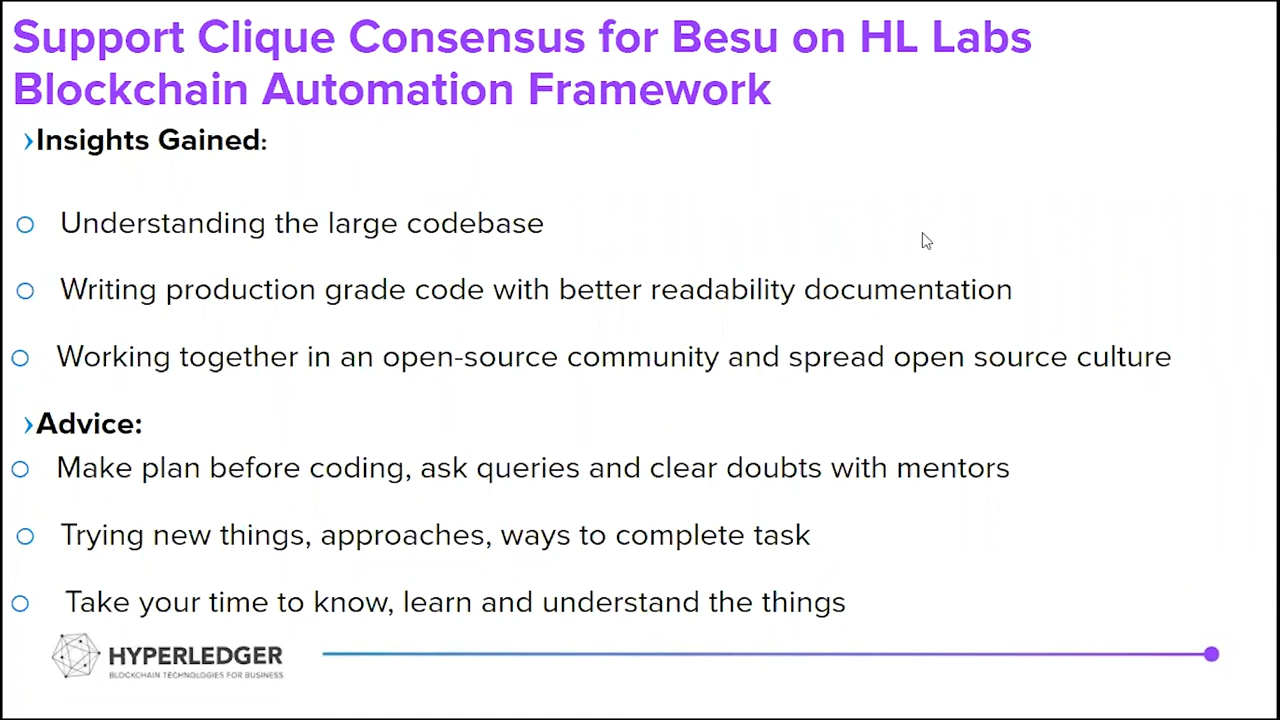 Support Clique Consensus for Besu on HL Labs
Blockchain Automation Framework
›Insights Gained:
Understanding the large codebase
Writing production grade code with better readability documentation
Working together in an open-source community and spread open source culture
›Advice:
Make plan before coding, ask queries and clear doubts with mentors
Trying new things, approaches, ways to complete task
Take your time to know, learn and understand the things
HYPERLEDGER
BLOCKCHAIN TECHNOLOGIES FOR BUSINESS